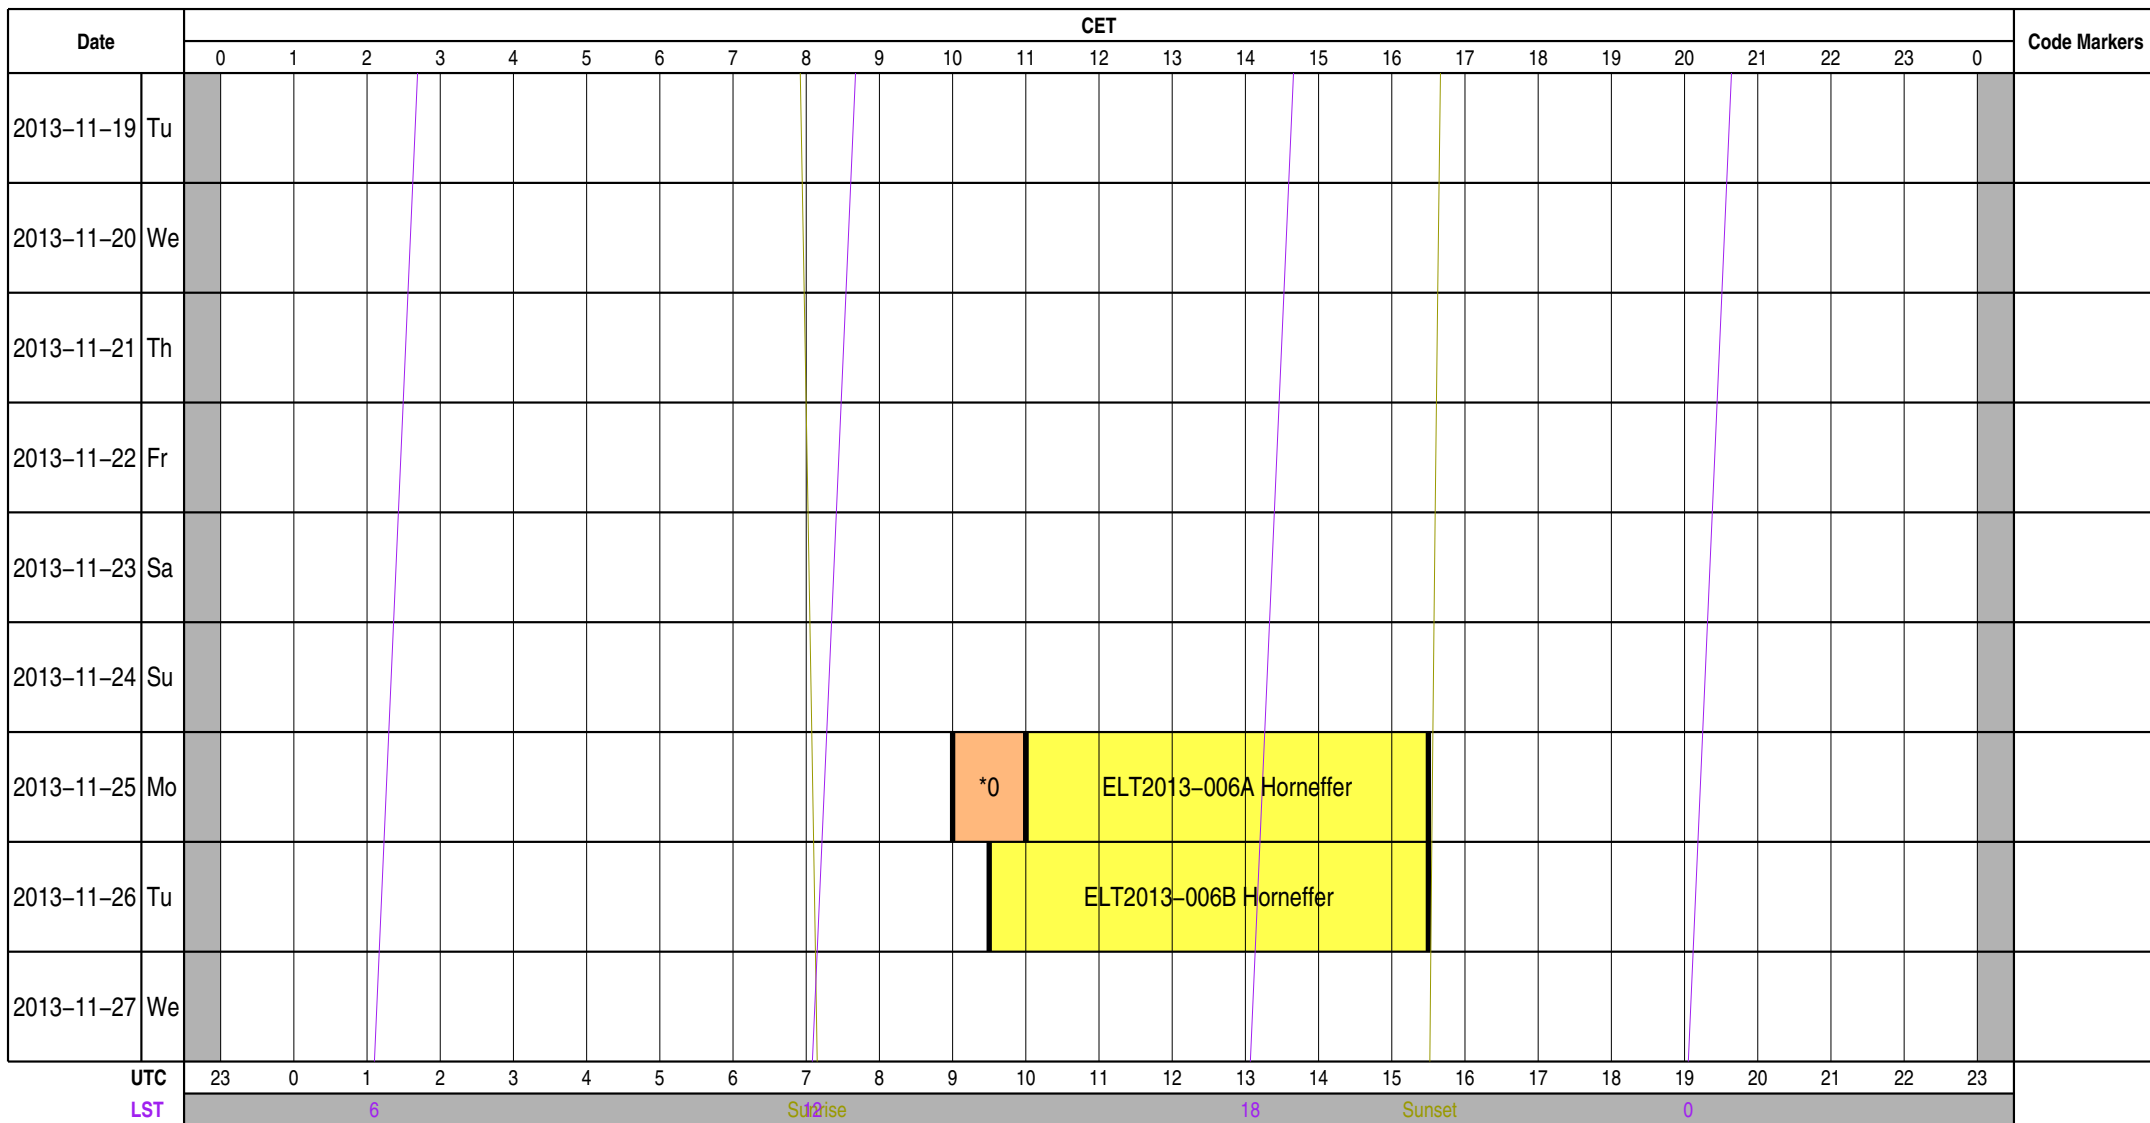 Date CET Code Markers
0 1 2 3 4 5 6 7 8 9 10 11 12 13 14 15 16 17 18 19 20 21 22 23 0
2013–11–19 Tu
2013–11–20 We
2013–11–21 Th
2013–11–22 Fr
2013–11–23 Sa
2013–11–24 Su
2013–11–25 Mo *0 ELT2013–006A Horneffer
2013–11–26 Tu ELT2013–006B Horneffer
2013–11–27 We
UTC 23 0 1 2 3 4 5 6 7 8 9 10 11 12 13 14 15 16 17 18 19 20 21 22 23
LST 6 Sunrise 12 18 Sunset 0